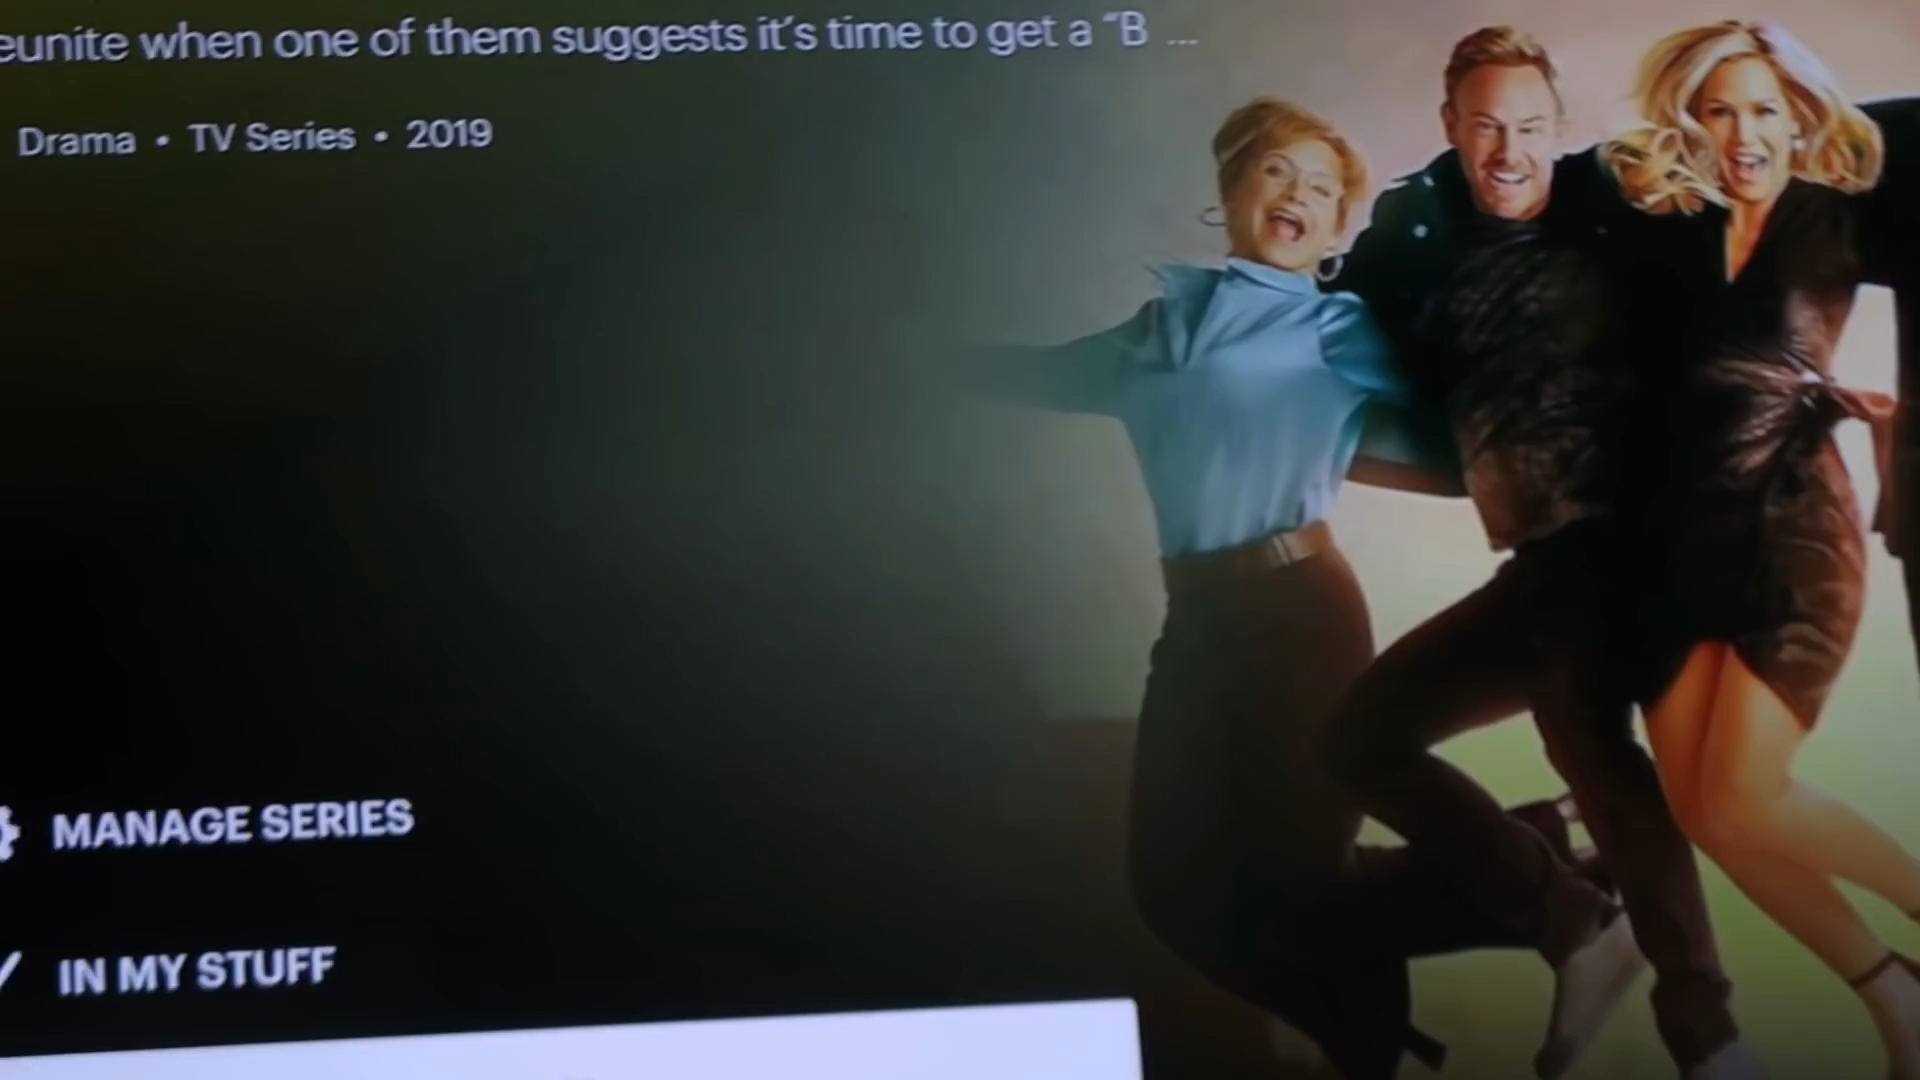 eunite when one of them suggests it's time to get a “B ...
Drama • TV Series • 2019
MANAGE SERIES
IN MY STUFF